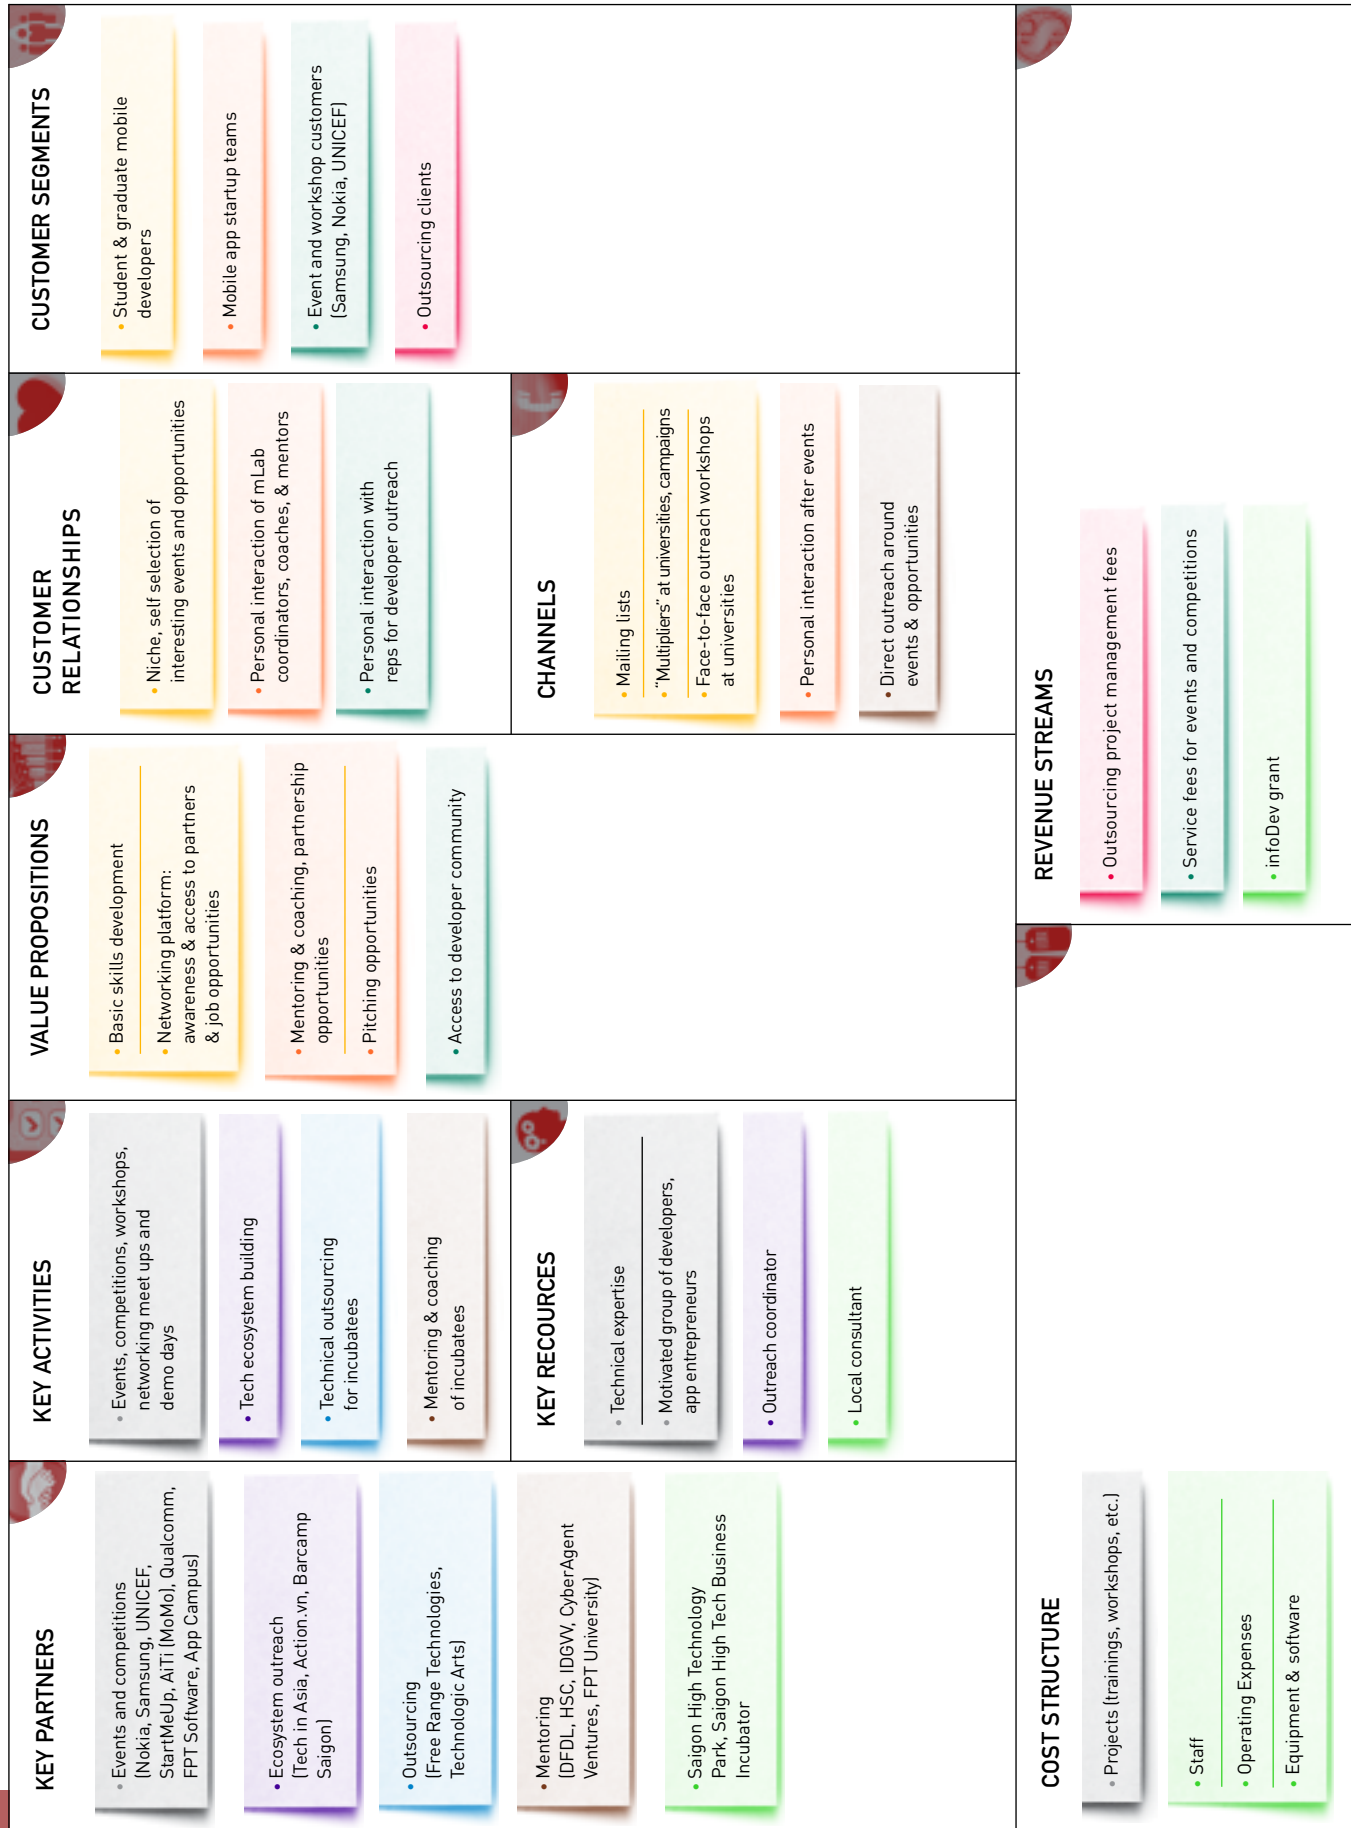 KEY PARTNERS
• Events and competitions
(Nokia, Samsung, UNICEF,
StartMeUp, AiTi (MoMo), Qualcomm,
FPT Software, App Campus)
• Ecosystem outreach
(Tech in Asia, Action.vn, Barcamp
Saigon)
• Outsourcing
(Free Range Technologies,
Technologic Arts)
• Mentoring
(DFDL, HSC, IDGVV, CyberAgent
Ventures, FPT University)
• Saigon High Technology
Park, Saigon High Tech Business
Incubator
KEY ACTIVITIES
• Events, competitions, workshops,
networking meet ups and
demo days
• Tech ecosystem building
• Technical outsourcing
for incubatees
• Mentoring & coaching
of incubatees
KEY RECOURCES
• Technical expertise
• Motivated group of developers,
app entrepreneurs
• Outreach coordinator
• Local consultant
VALUE PROPOSITIONS
• Basic skills development
• Networking platform:
awareness & access to partners
& job opportunities
• Mentoring & coaching, partnership
opportunities
• Pitching opportunities
• Access to developer community
CUSTOMER
RELATIONSHIPS
• Niche, self selection of
interesting events and opportunities
• Personal interaction of mLab
coordinators, coaches, & mentors
• Personal interaction with
reps for developer outreach
CHANNELS
• Mailing lists
• “Multipliers” at universities, campaigns
• Face-to-face outreach workshops
at universities
• Personal interaction after events
• Direct outreach around
events & opportunities
CUSTOMER SEGMENTS
• Student & graduate mobile
developers
• Mobile app startup teams
• Event and workshop customers
(Samsung, Nokia, UNICEF)
• Outsourcing clients
COST STRUCTURE
• Projects (trainings, workshops, etc.)
• Staff
• Operating Expenses
• Equipment & software
REVENUE STREAMS
• Outsourcing project management fees
• Service fees for events and competitions
• infoDev grant